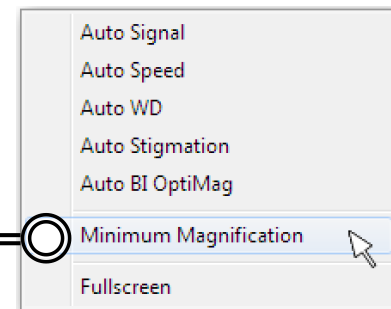 Auto Signal
Auto Speed
Auto WD
Auto Stigmation
Auto BI OptiMag
Minimum Magnification
Fullscreen